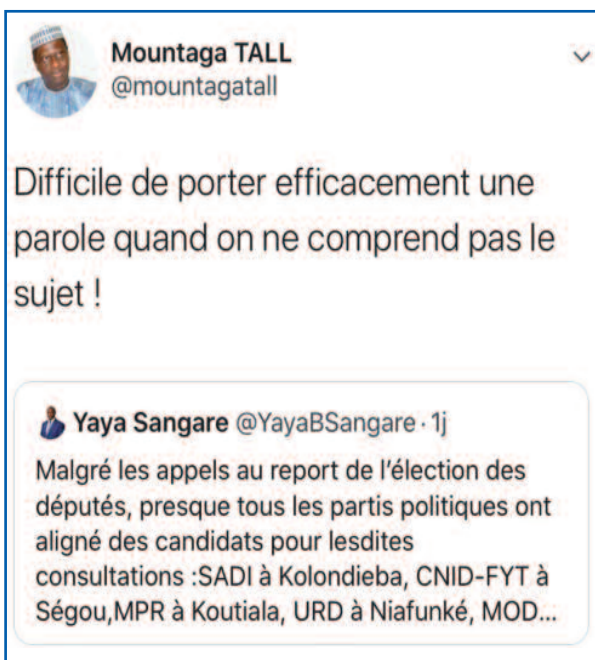 Mountaga TALL
@mountagatall
Difficile de porter efficacement une
parole quand on ne comprend pas le
sujet !
Yaya Sangare @YayaBSangare · 1j
Malgré les appels au report de l'élection des
députés, presque tous les partis politiques ont
aligné des candidats pour lesdites
consultations :SADI à Kolondieba, CNID-FYT à
Ségou,MPR à Koutiala, URD à Niafunké, MOD...